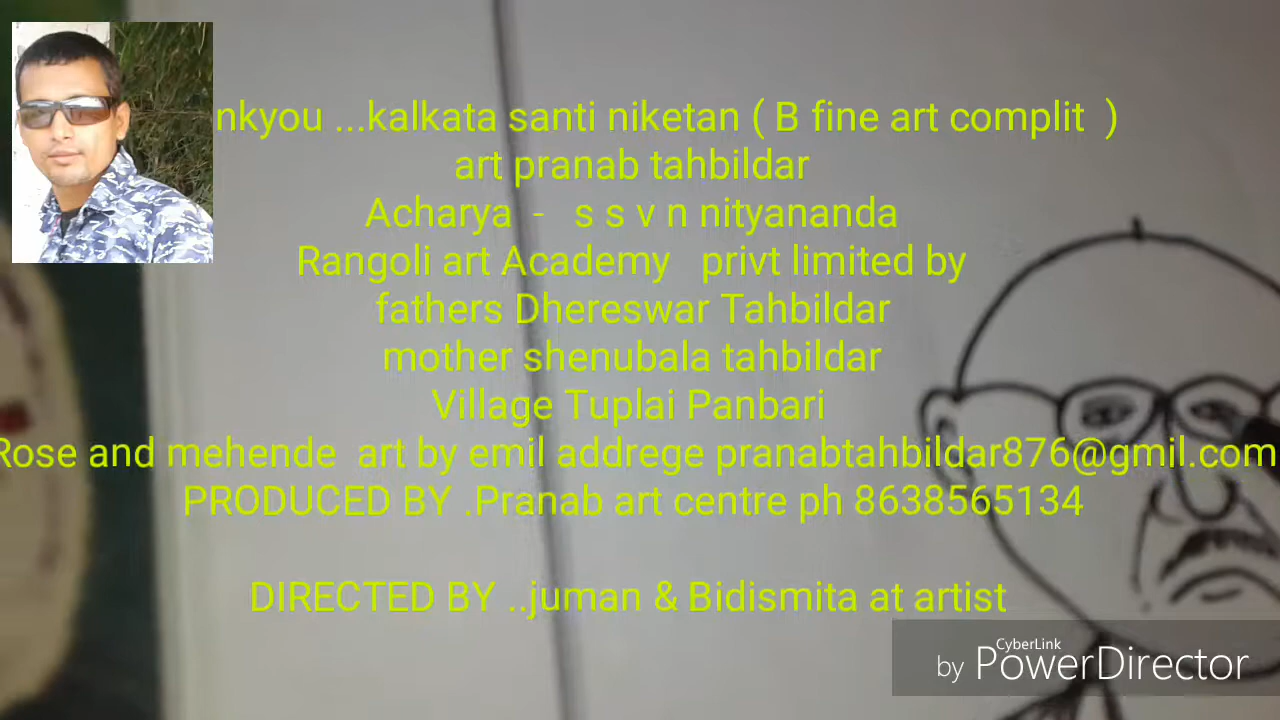 nkyou ...kalkata santi niketan ( B fine art complit )
art pranab tahbildar
Acharya - s s v n nityananda
Rangoli art Academy privt limited by
fathers Dhereswar Tahbildar
mother shenubala tahbildar
Village Tuplai Panbari
Rose and mehende art by emil addrege pranabtahbildar876@gmil.com
PRODUCED BY .Pranab art centre ph 8638565134
DIRECTED BY ..juman & Bidismita at artist
CyberLink
by PowerDirector